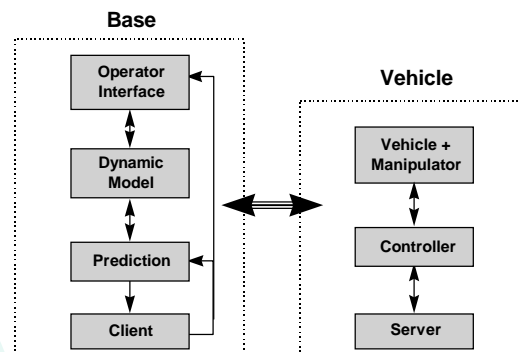 Base
Operator
Interface
Dynamic
Model
Prediction
Client
Vehicle
Vehicle +
Manipulator
Controller
Server